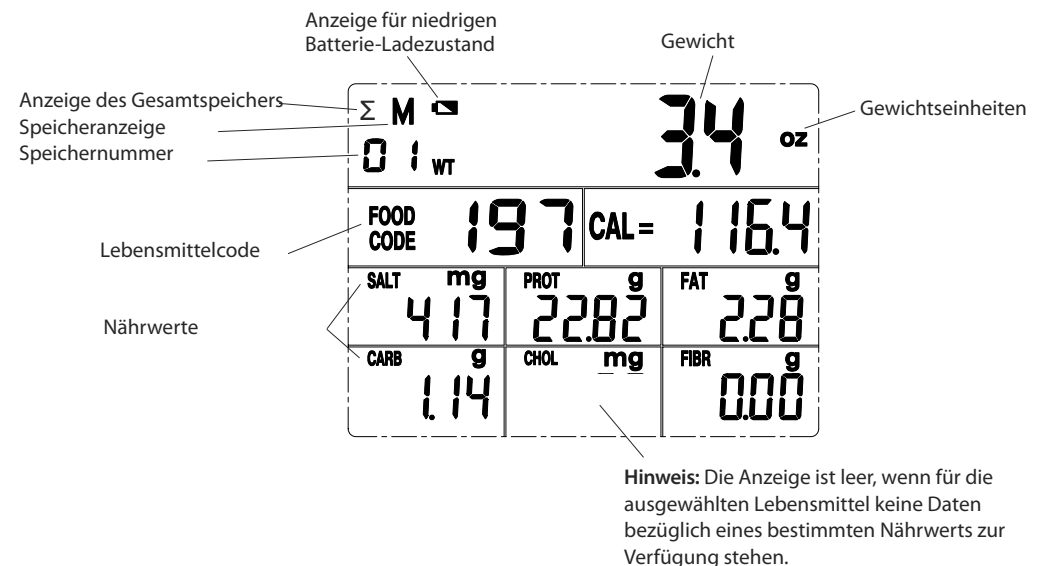 Anzeige für niedrigen
Batterie-Ladezustand
Gewicht
Anzeige des Gesamtspeichers
Speicheranzeige
Speichernummer
Gewichtseinheiten
Σ M
3.4 oz
01 WT
FOOD CODE 197
CAL = 116.4
Lebensmittelcode
SALT mg
417
PROT g
22.82
FAT g
2.28
Nährwerte
CARB g
1.14
CHOL mg
_ _
FIBR g
0.00
Hinweis: Die Anzeige ist leer, wenn für die
ausgewählten Lebensmittel keine Daten
bezüglich eines bestimmten Nährwerts zur
Verfügung stehen.